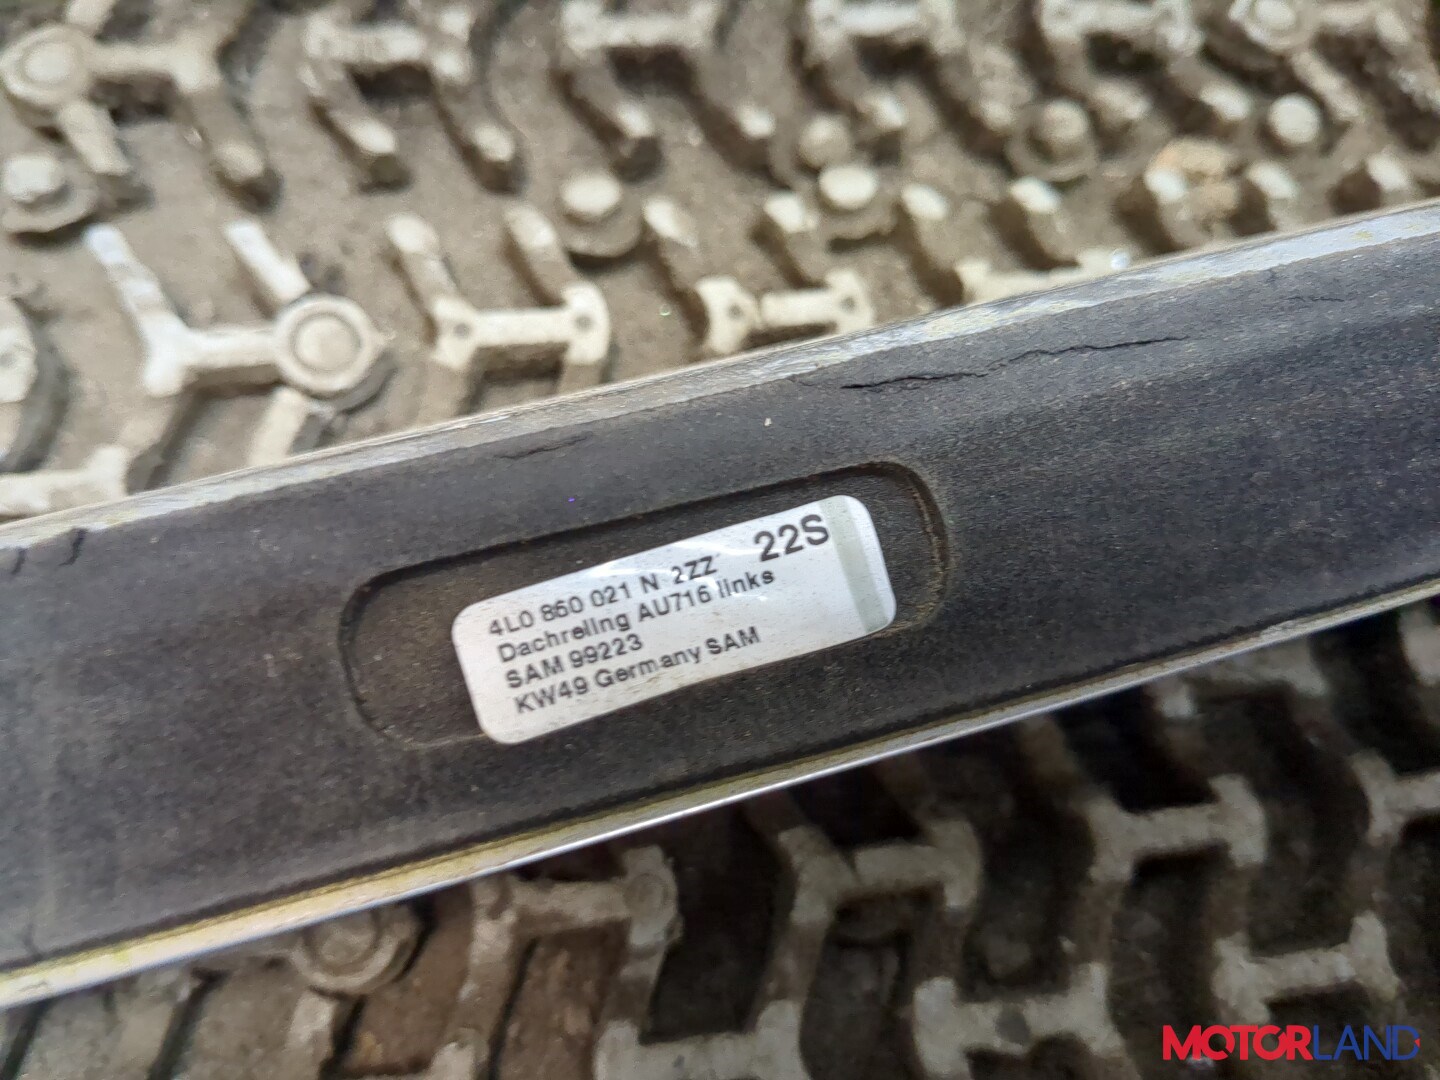 4L0 860 021 N 2ZZ 22S
Dachreling AU716 links
SAM 99223
KW49 Germany SAM
MOTORLAND